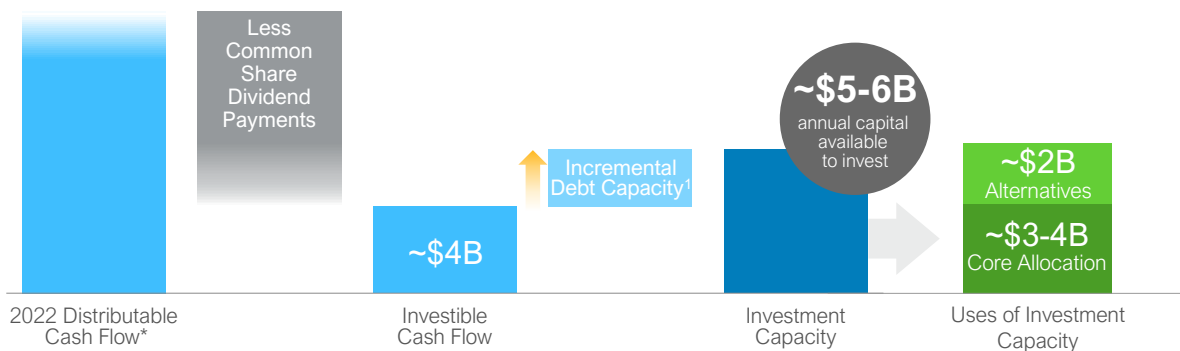 Less
Common
Share
Dividend
Payments
~$5-6B
annual capital
available
to invest
Incremental
Debt Capacity¹
~$4B
~$2B
Alternatives
~$3-4B
Core Allocation
2022 Distributable
Cash Flow*
Investible
Cash Flow
Investment
Capacity
Uses of Investment
Capacity